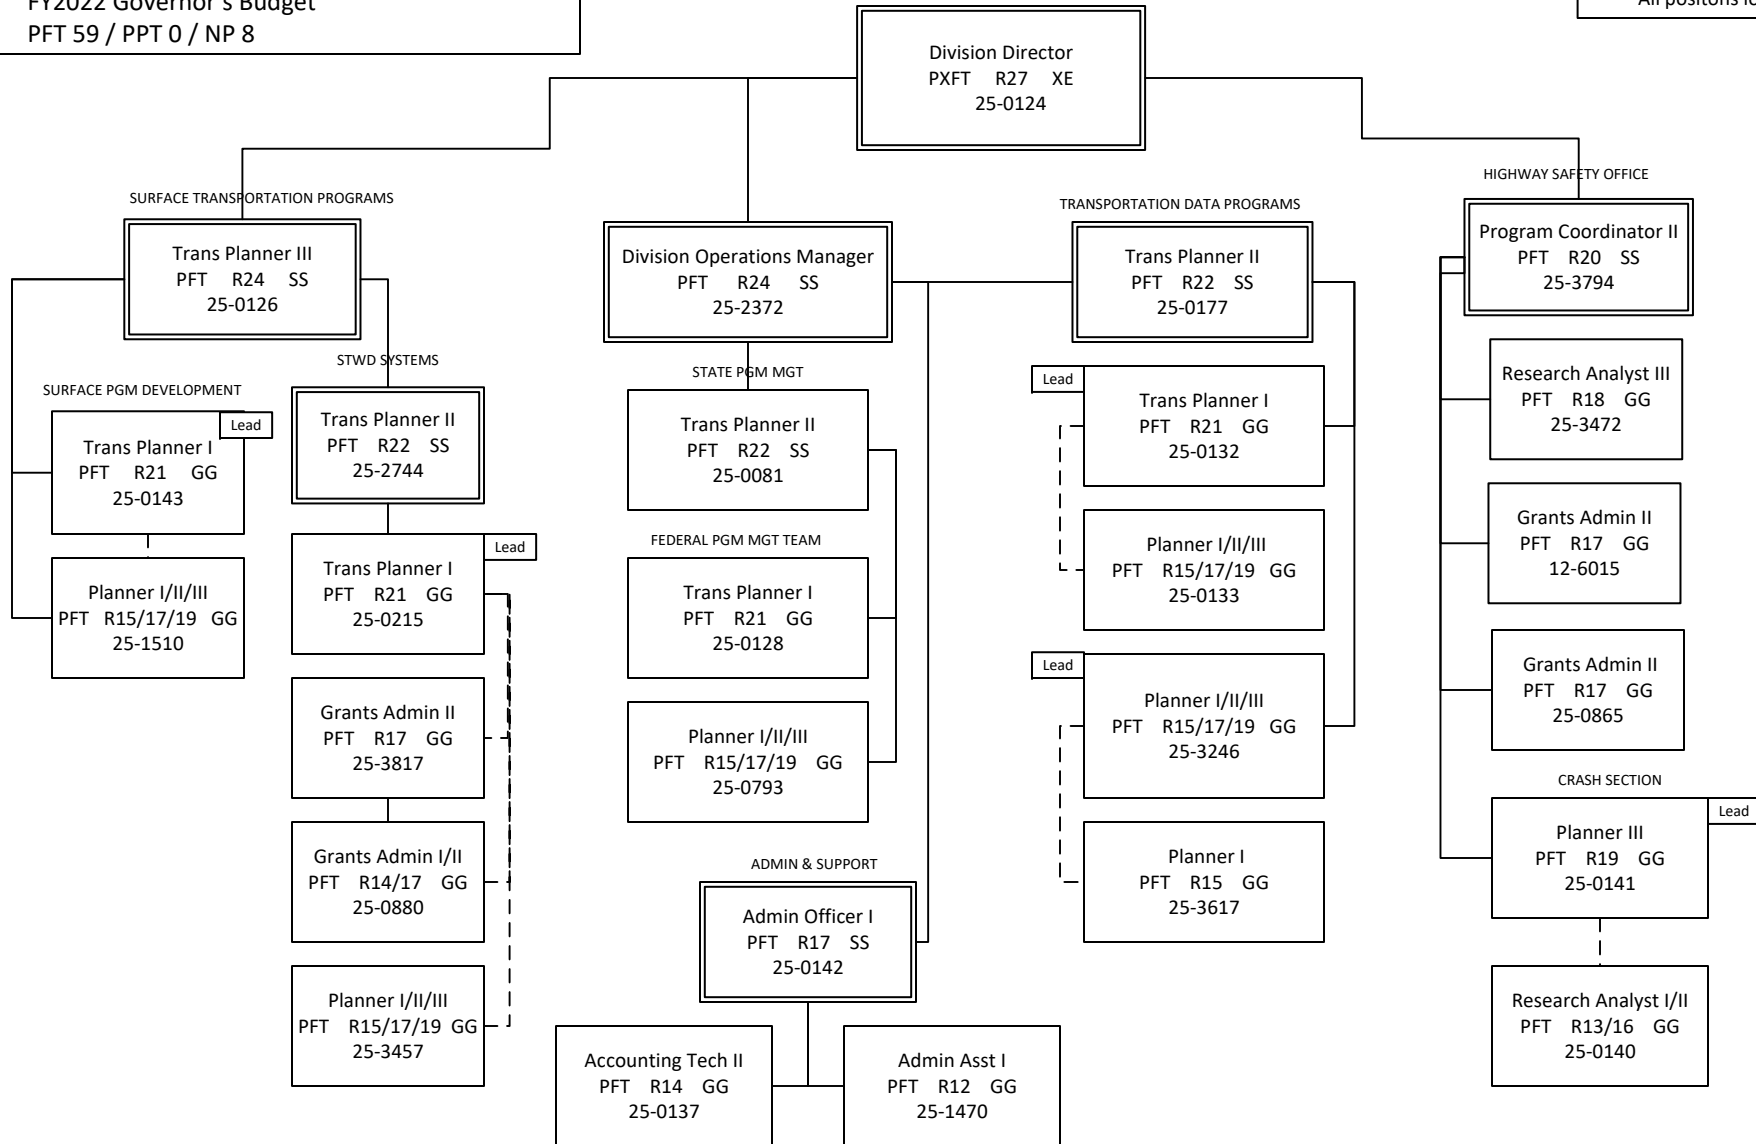 FY2022 Governor's Budget
PFT 59 / PPT 0 / NP 8
All positons lo
Division Director
PXFT R27 XE
25-0124
SURFACE TRANSPORTATION PROGRAMS
Trans Planner III
PFT R24 SS
25-0126
SURFACE PGM DEVELOPMENT
Lead
Trans Planner I
PFT R21 GG
25-0143
Planner I/II/III
PFT R15/17/19 GG
25-1510
STWD SYSTEMS
Trans Planner II
PFT R22 SS
25-2744
Lead
Trans Planner I
PFT R21 GG
25-0215
Grants Admin II
PFT R17 GG
25-3817
Grants Admin I/II
PFT R14/17 GG
25-0880
Planner I/II/III
PFT R15/17/19 GG
25-3457
Division Operations Manager
PFT R24 SS
25-2372
STATE PGM MGT
Trans Planner II
PFT R22 SS
25-0081
FEDERAL PGM MGT TEAM
Trans Planner I
PFT R21 GG
25-0128
Planner I/II/III
PFT R15/17/19 GG
25-0793
ADMIN & SUPPORT
Admin Officer I
PFT R17 SS
25-0142
Accounting Tech II
PFT R14 GG
25-0137
Admin Asst I
PFT R12 GG
25-1470
TRANSPORTATION DATA PROGRAMS
Trans Planner II
PFT R22 SS
25-0177
Lead
Trans Planner I
PFT R21 GG
25-0132
Planner I/II/III
PFT R15/17/19 GG
25-0133
Lead
Planner I/II/III
PFT R15/17/19 GG
25-3246
Planner I
PFT R15 GG
25-3617
HIGHWAY SAFETY OFFICE
Program Coordinator II
PFT R20 SS
25-3794
Research Analyst III
PFT R18 GG
25-3472
Grants Admin II
PFT R17 GG
12-6015
Grants Admin II
PFT R17 GG
25-0865
CRASH SECTION
Lead
Planner III
PFT R19 GG
25-0141
Research Analyst I/II
PFT R13/16 GG
25-0140